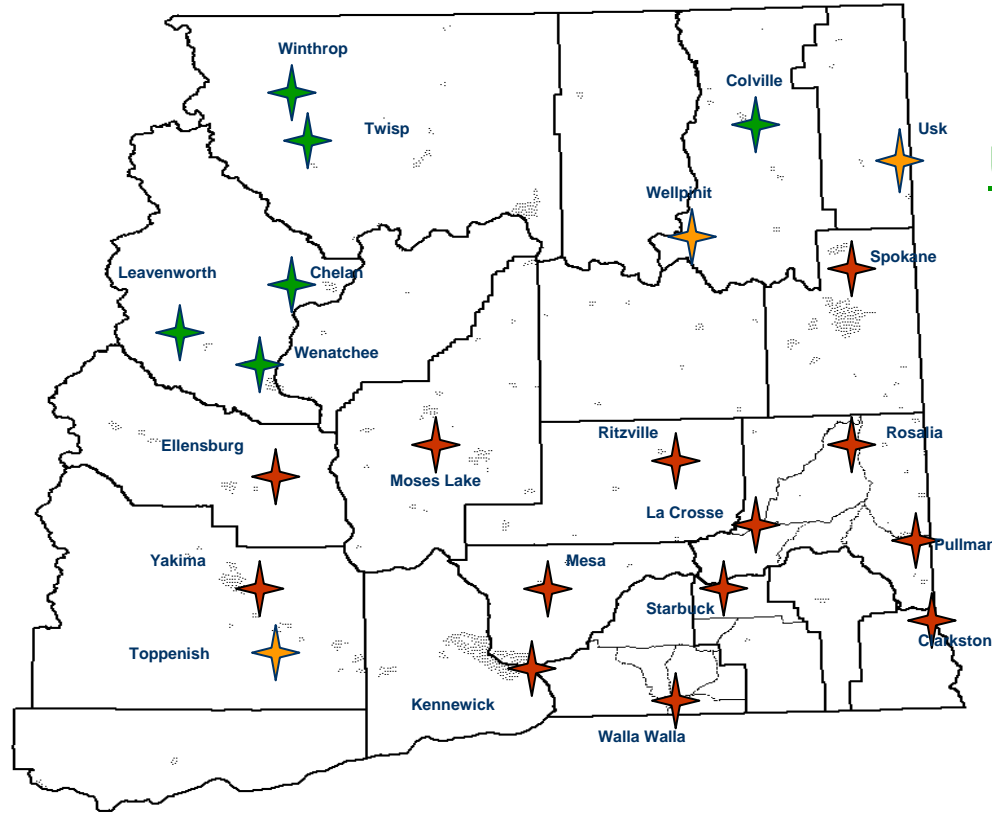 Winthrop
Colville
Twisp
Usk
Wellpinit
Spokane
Leavenworth
Chelan
Wenatchee
Ellensburg
Ritzville
Rosalia
Moses Lake
La Crosse
Pullman
Yakima
Mesa
Starbuck
Clarkston
Toppenish
Kennewick
Walla Walla